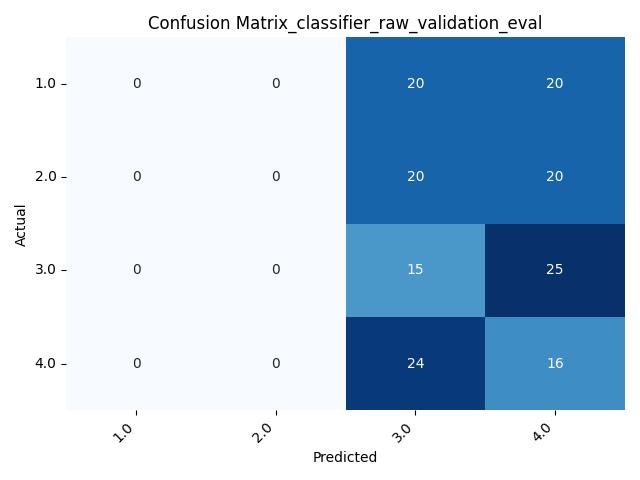 Confusion Matrix_classifier_raw_validation_eval
Actual
1.0 0 0 20 20
2.0 0 0 20 20
3.0 0 0 15 25
4.0 0 0 24 16
1.0 2.0 3.0 4.0
Predicted